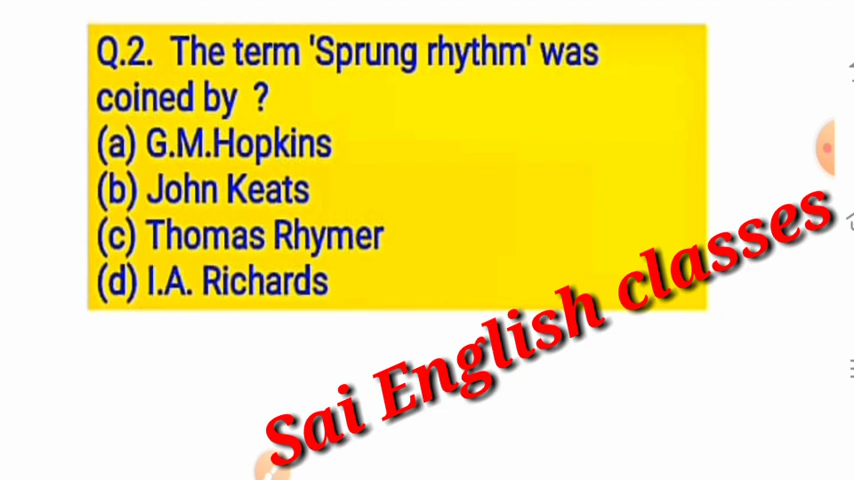 Q.2.  The term 'Sprung rhythm' was
coined by  ?
(a) G.M.Hopkins
(b) John Keats
(c) Thomas Rhymer
(d) I.A. Richards
Sai English classes